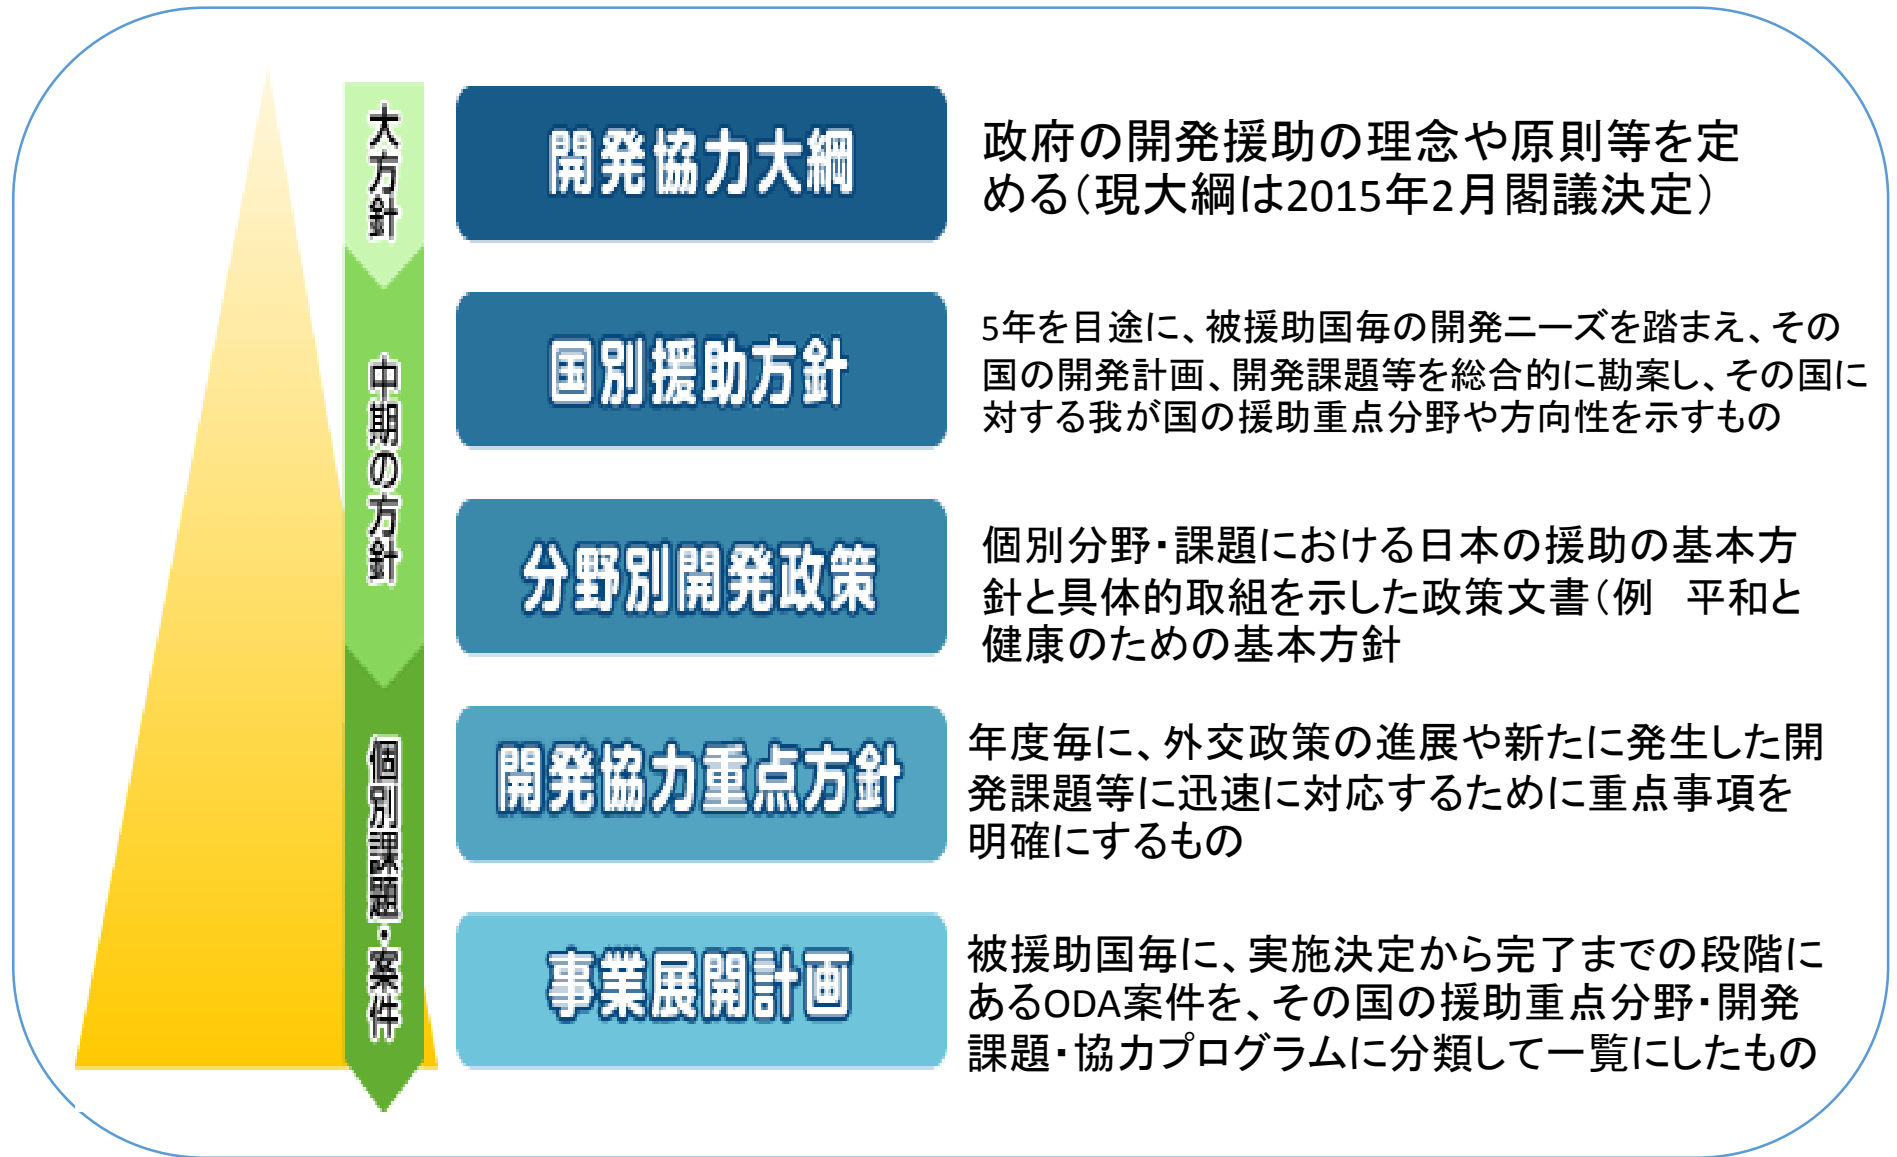 大方針
開発協力大綱
政府の開発援助の理念や原則等を定
める(現大綱は2015年2月閣議決定)
中期の方針
国別援助方針
5年を目途に、被援助国毎の開発ニーズを踏まえ、その
国の開発計画、開発課題等を総合的に勘案し、その国に
対する我が国の援助重点分野や方向性を示すもの
分野別開発政策
個別分野・課題における日本の援助の基本方
針と具体的取組を示した政策文書(例　平和と
健康のための基本方針
個別課題・案件
開発協力重点方針
年度毎に、外交政策の進展や新たに発生した開
発課題等に迅速に対応するために重点事項を
明確にするもの
事業展開計画
被援助国毎に、実施決定から完了までの段階に
あるODA案件を、その国の援助重点分野・開発
課題・協力プログラムに分類して一覧にしたもの